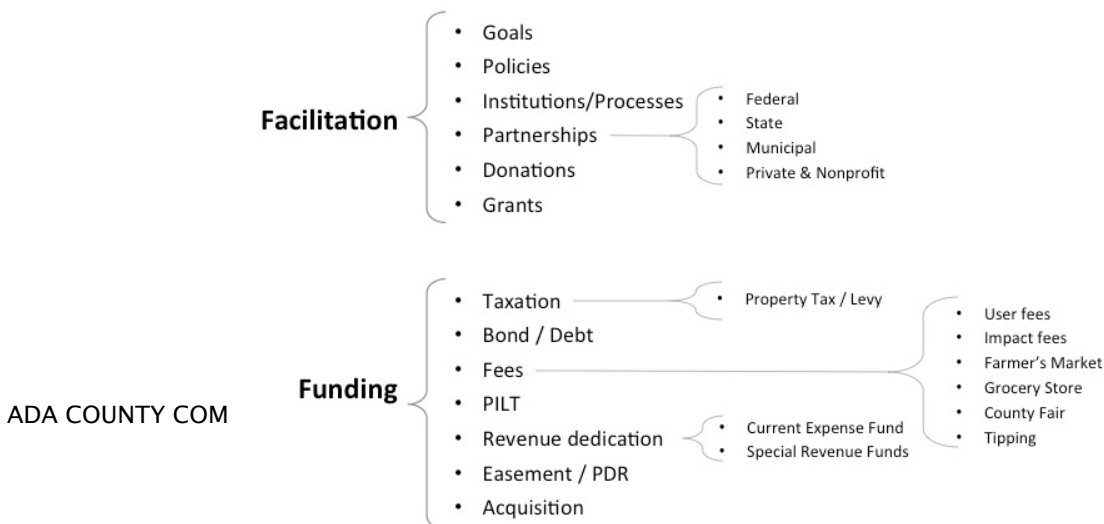 Facilitation
• Goals
• Policies
• Institutions/Processes
• Partnerships
• Donations
• Grants
• Federal
• State
• Municipal
• Private & Nonprofit
Funding
• Taxation
• Bond / Debt
• Fees
• PILT
• Revenue dedication
• Easement / PDR
• Acquisition
• Property Tax / Levy
• User fees
• Impact fees
• Farmer's Market
• Grocery Store
• County Fair
• Tipping
• Current Expense Fund
• Special Revenue Funds
ADA COUNTY COM